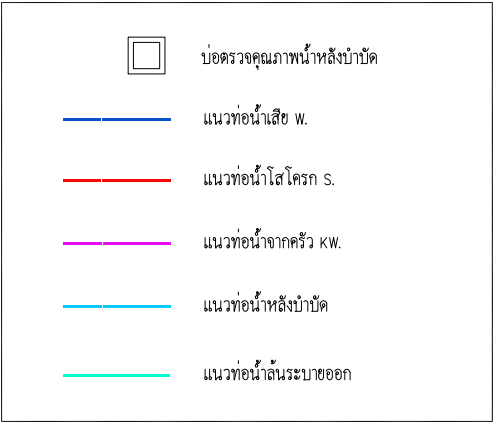 บ่อตรวจคุณภาพน้ำหลังบำบัด
แนวท่อน้ำเสีย W.
แนวท่อน้ำโสโครก S.
แนวท่อน้ำจากครัว KW.
แนวท่อน้ำหลังบำบัด
แนวท่อน้ำล้นระบายออก